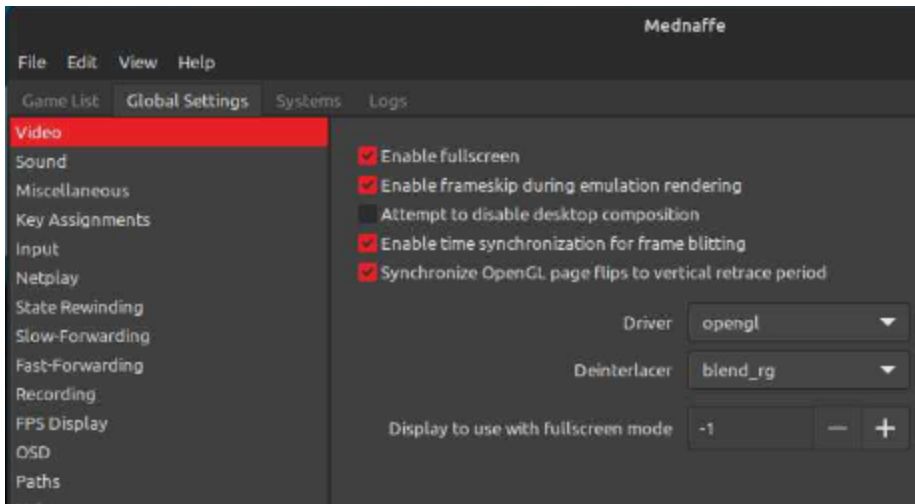 Mednaffe
File Edit View Help
Game List Global Settings Systems Logs
Video
Sound
Miscellaneous
Key Assignments
Input
Netplay
State Rewinding
Slow-Forwarding
Fast-Forwarding
Recording
FPS Display
OSD
Paths
Enable fullscreen
Enable frameskip during emulation rendering
Attempt to disable desktop composition
Enable time synchronization for frame blitting
Synchronize OpenGL page flips to vertical retrace period
Driver opengl
Deinterlacer blend_rg
Display to use with fullscreen mode -1 − +